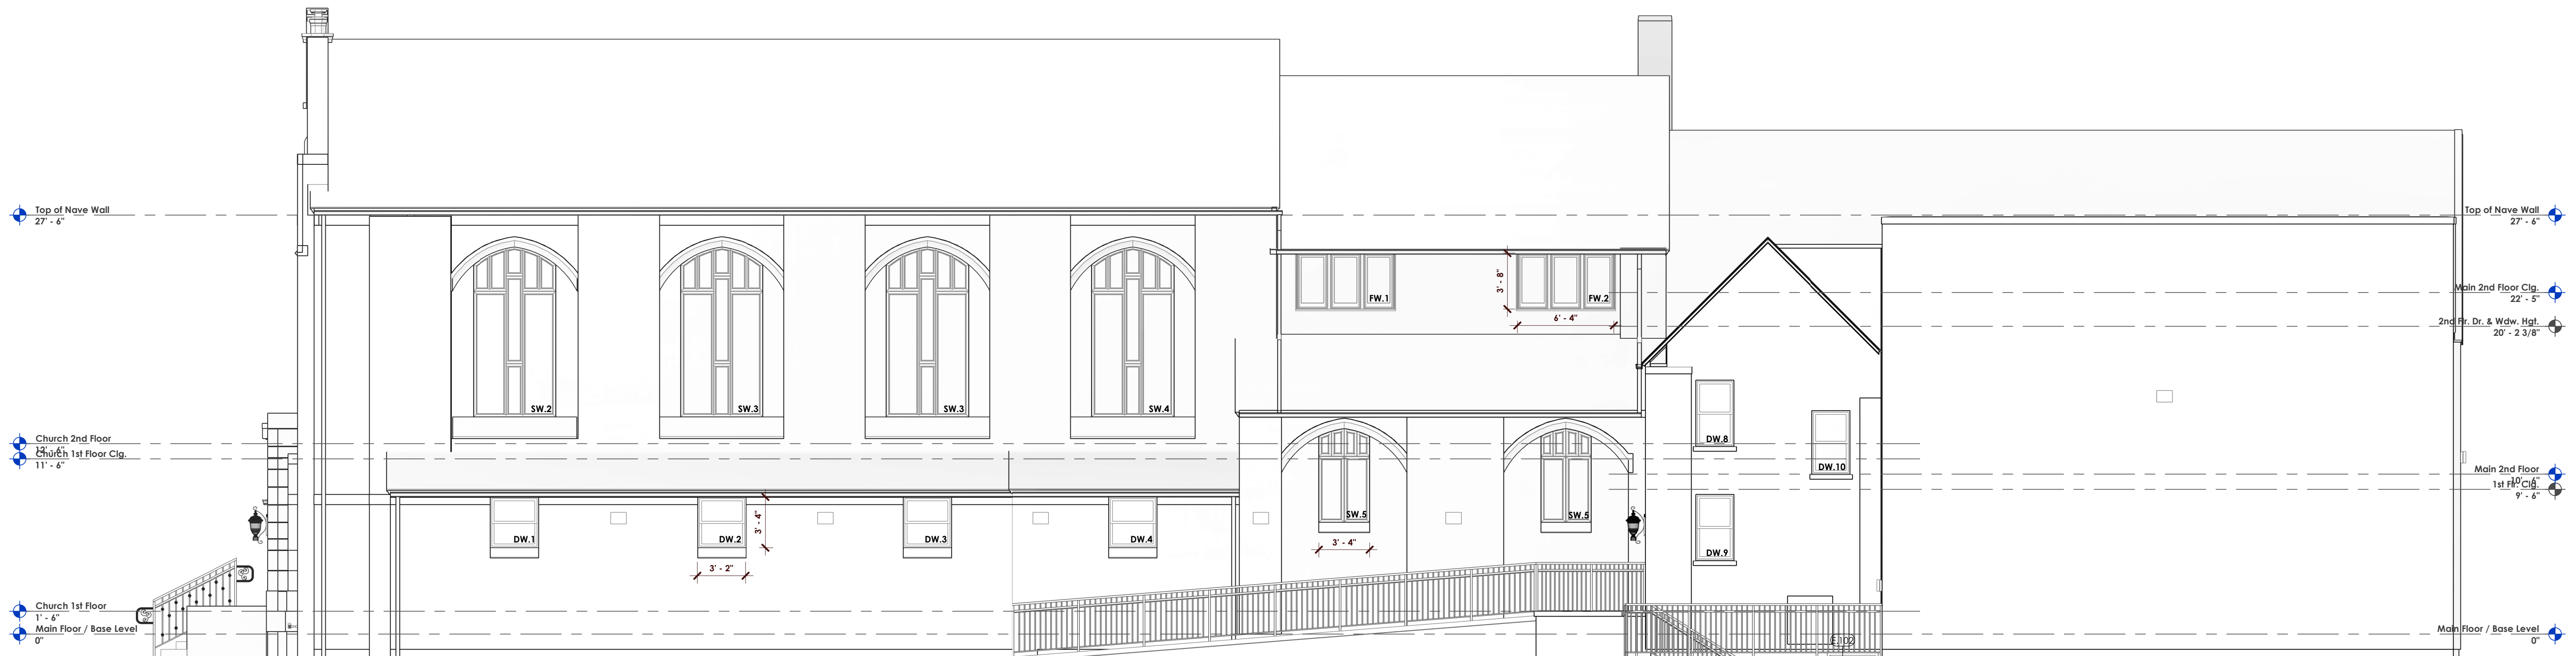 Top of Nave Wall
27' - 6"
Top of Nave Wall
27' - 6"
3' - 8"
FW.1
FW.2
Main 2nd Floor Clg.
22' - 5"
6' - 4"
2nd Flr. Dr. & Wdw. Hgt.
20' - 2 3/8"
SW.2
SW.3
SW.3
SW.4
Church 2nd Floor
12' - 6"
Church 1st Floor Clg.
11' - 6"
DW.8
DW.10
Main 2nd Floor
10' - 6"
1st Flr. Clg.
9' - 6"
SW.5
SW.5
3' - 4"
DW.1
DW.2
DW.3
DW.4
3' - 4"
DW.9
3' - 2"
Church 1st Floor
1' - 6"
Main Floor / Base Level
0"
Main Floor / Base Level
0"
E.102